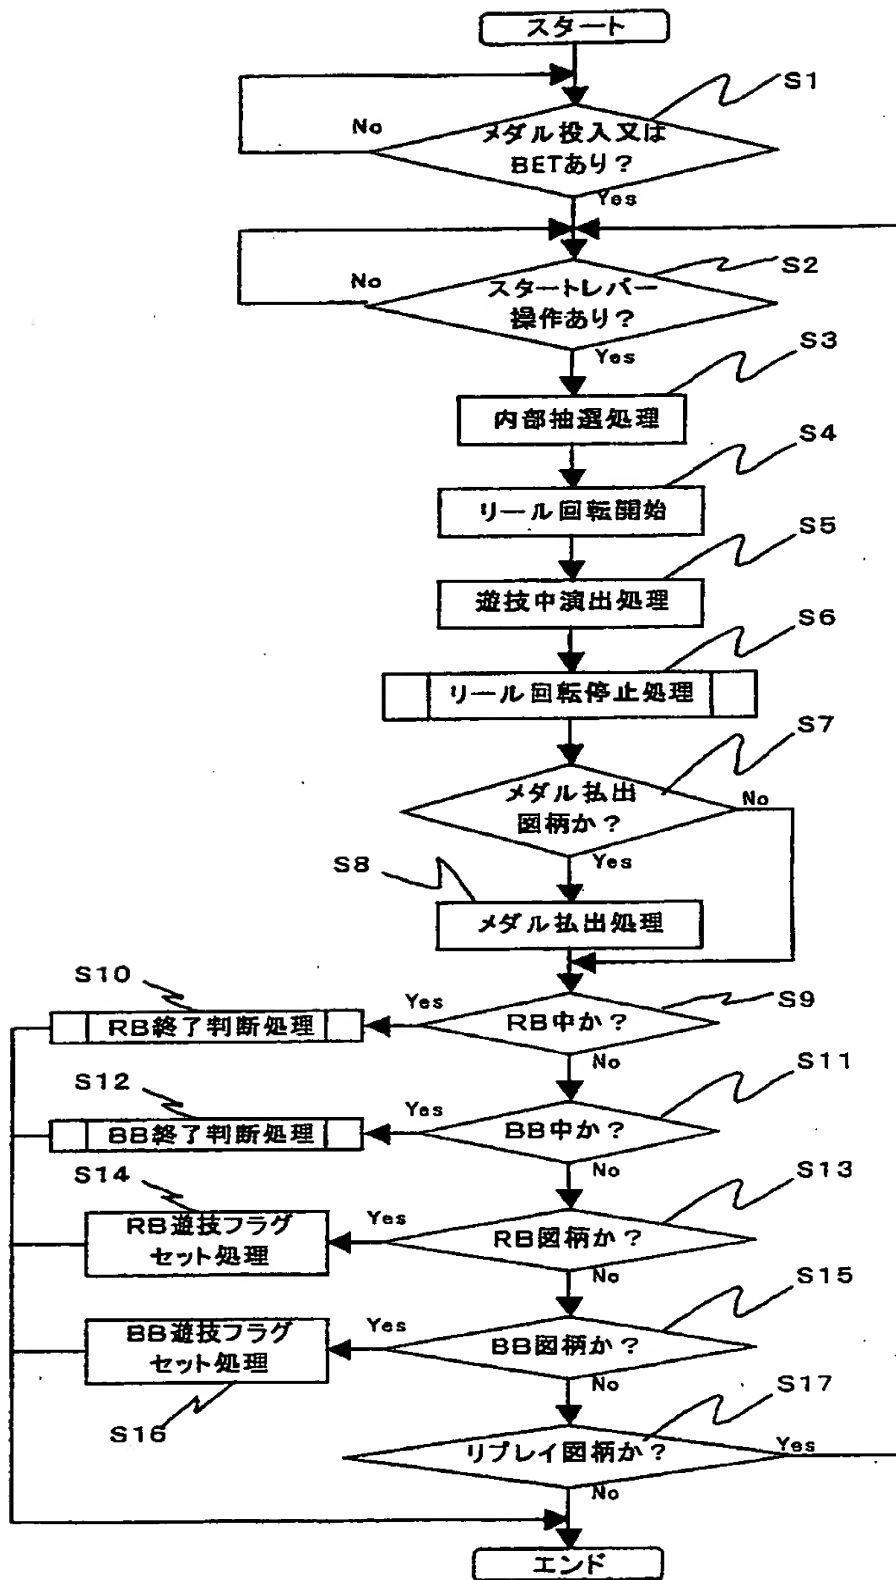 スタート
S1
No
メダル投入又は
BETあり？
Yes
S2
No
スタートレバー
操作あり？
Yes
S3
内部抽選処理
S4
リール回転開始
S5
遊技中演出処理
S6
リール回転停止処理
S7
メダル払出
図柄か？
No
Yes
S8
メダル払出処理
S10
S9
Yes
RB終了判断処理
RB中か？
No
S12
S11
Yes
BB終了判断処理
BB中か？
No
S14
S13
RB遊技フラグ
セット処理
Yes
RB図柄か？
No
S15
BB遊技フラグ
セット処理
Yes
BB図柄か？
No
S16
S17
リプレイ図柄か？
Yes
No
エンド